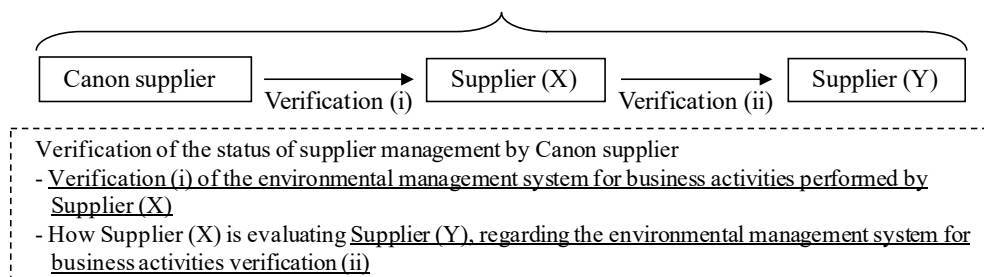 Canon supplier
Supplier (X)
Supplier (Y)
Verification (i)
Verification (ii)
Verification of the status of supplier management by Canon supplier
- Verification (i) of the environmental management system for business activities performed by
Supplier (X)
- How Supplier (X) is evaluating Supplier (Y), regarding the environmental management system for
business activities verification (ii)